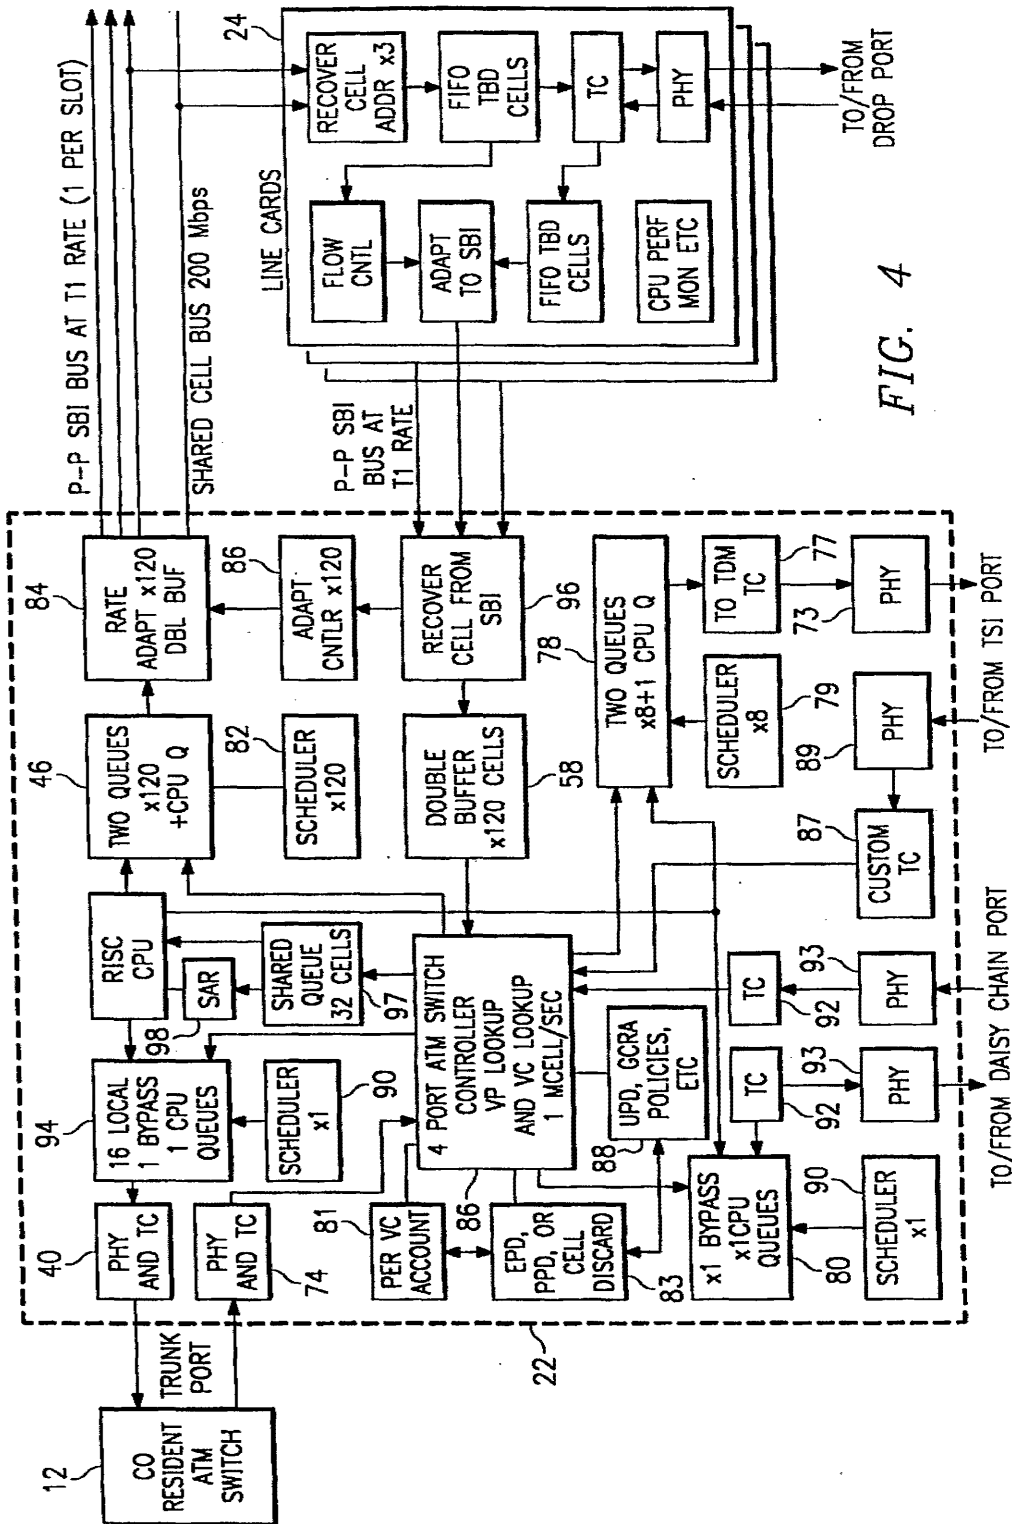 12
CO
RESIDENT
ATM
SWITCH
TRUNK
PORT
22
40
PHY
AND TC
PHY
AND TC
74
94
16 LOCAL
1 BYPASS
1 CPU
QUEUES
SCHEDULER
x1
90
RISC
CPU
SAR
98
SHARED
QUEUE
32 CELLS
97
46
TWO QUEUES
x120
+CPU Q
82
SCHEDULER
x120
84
RATE
ADAPT x120
DBL BUF
86
ADAPT
CNTLR x120
P-P SBI BUS AT T1 RATE (1 PER SLOT)
SHARED CELL BUS 200 Mbps
81
PER VC
ACCOUNT
86
4 PORT ATM SWITCH
CONTROLLER
VP LOOKUP
AND VC LOOKUP
1 MCELL/SEC
EPD,
PPD, OR
CELL
DISCARD
83
88
UPD, GCRA
POLICIES,
ETC
DOUBLE
BUFFER
x120 CELLS
58
RECOVER
CELL FROM
SBI
96
P-P SBI
BUS AT
T1 RATE
78
TWO QUEUES
x8+1 CPU Q
TO TDM
TC
77
SCHEDULER
x8
79
73
PHY
89
PHY
87
CUSTOM
TC
TC
92
93
PHY
TC
92
93
PHY
x1 BYPASS
x1CPU
QUEUES
80
90
SCHEDULER
x1
TO/FROM DAISY CHAIN PORT
TO/FROM TSI PORT
24
LINE CARDS
RECOVER
CELL
ADDR x3
FIFO
TBD
CELLS
TC
PHY
FLOW
CNTL
ADAPT
TO SBI
FIFO TBD
CELLS
CPU PERF
MON ETC
TO/FROM
DROP PORT
FIG. 4